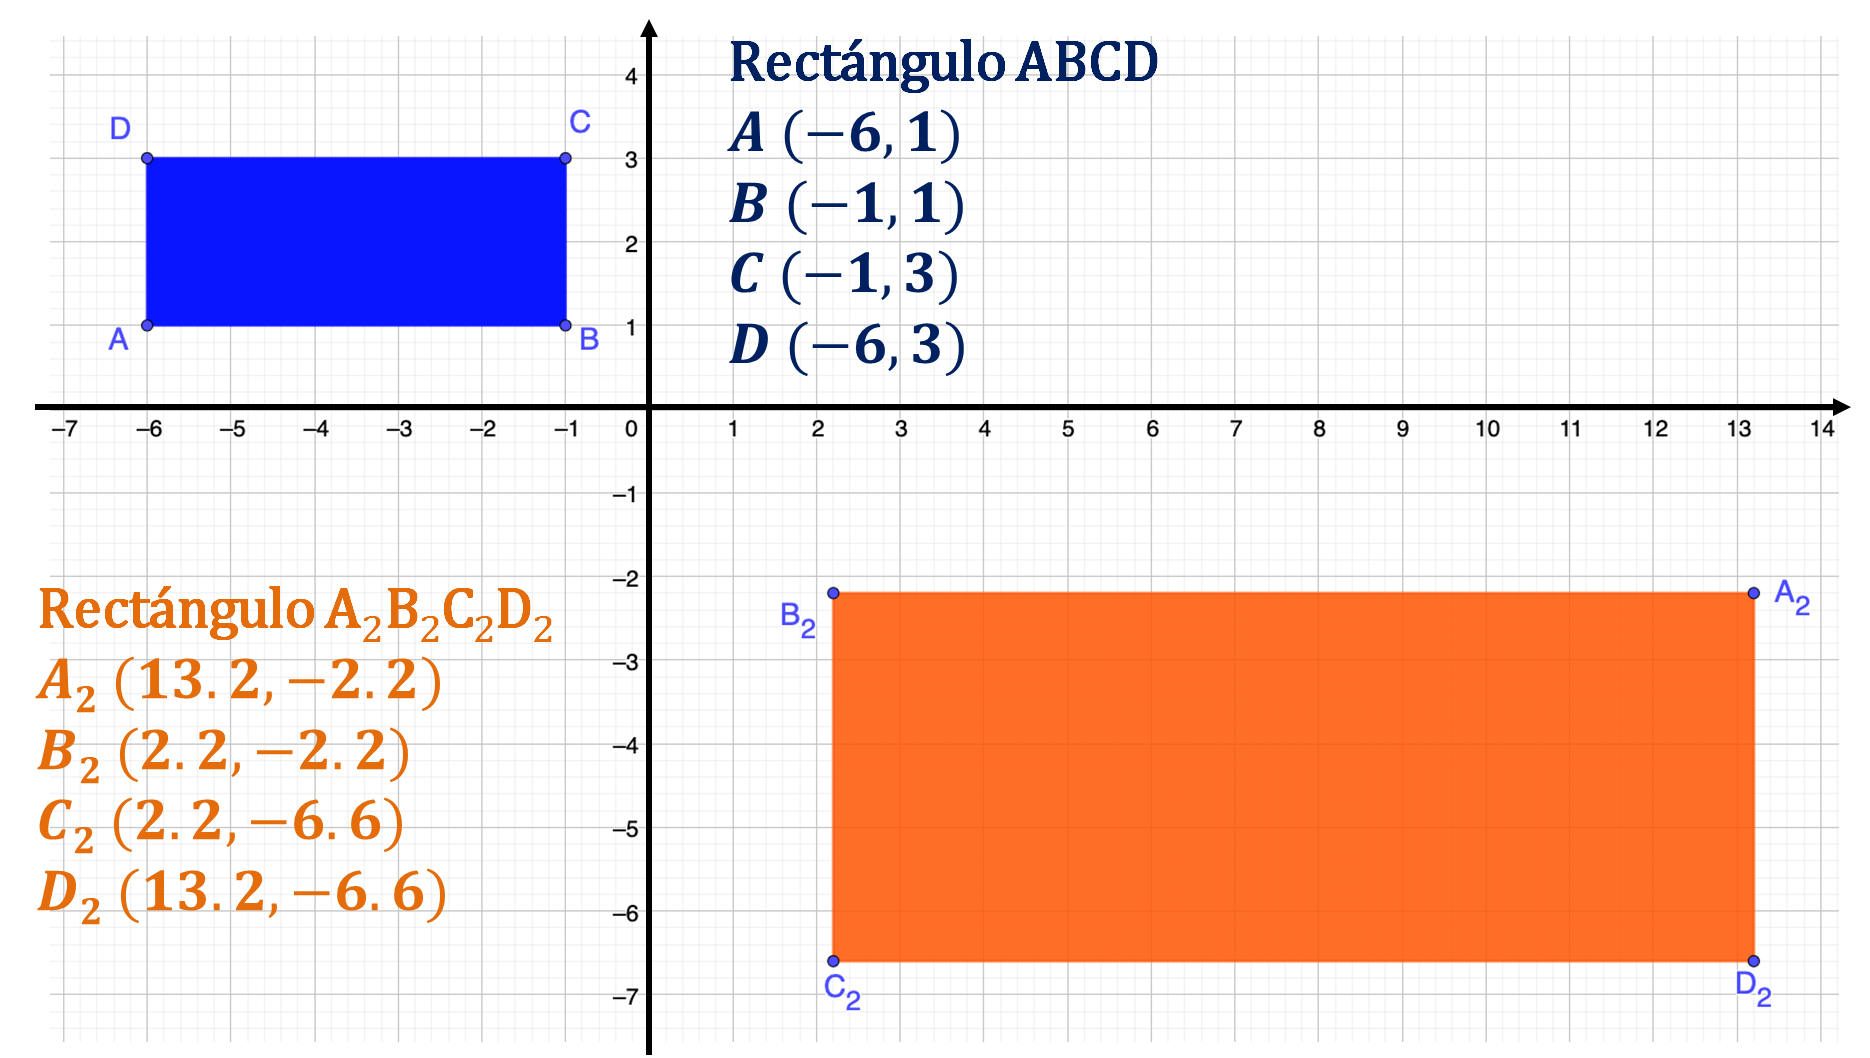 Rectángulo ABCD
A (−6, 1)
B (−1, 1)
C (−1, 3)
D (−6, 3)
D
C
A
B
4
3
2
1
–7 –6 –5 –4 –3 –2 –1 0 1 2 3 4 5 6 7 8 9 10 11 12 13 14
–1
–2
–3
–4
–5
–6
–7
Rectángulo A₂B₂C₂D₂
A₂ (13.2, −2.2)
B₂ (2.2, −2.2)
C₂ (2.2, −6.6)
D₂ (13.2, −6.6)
B₂
A₂
C₂
D₂